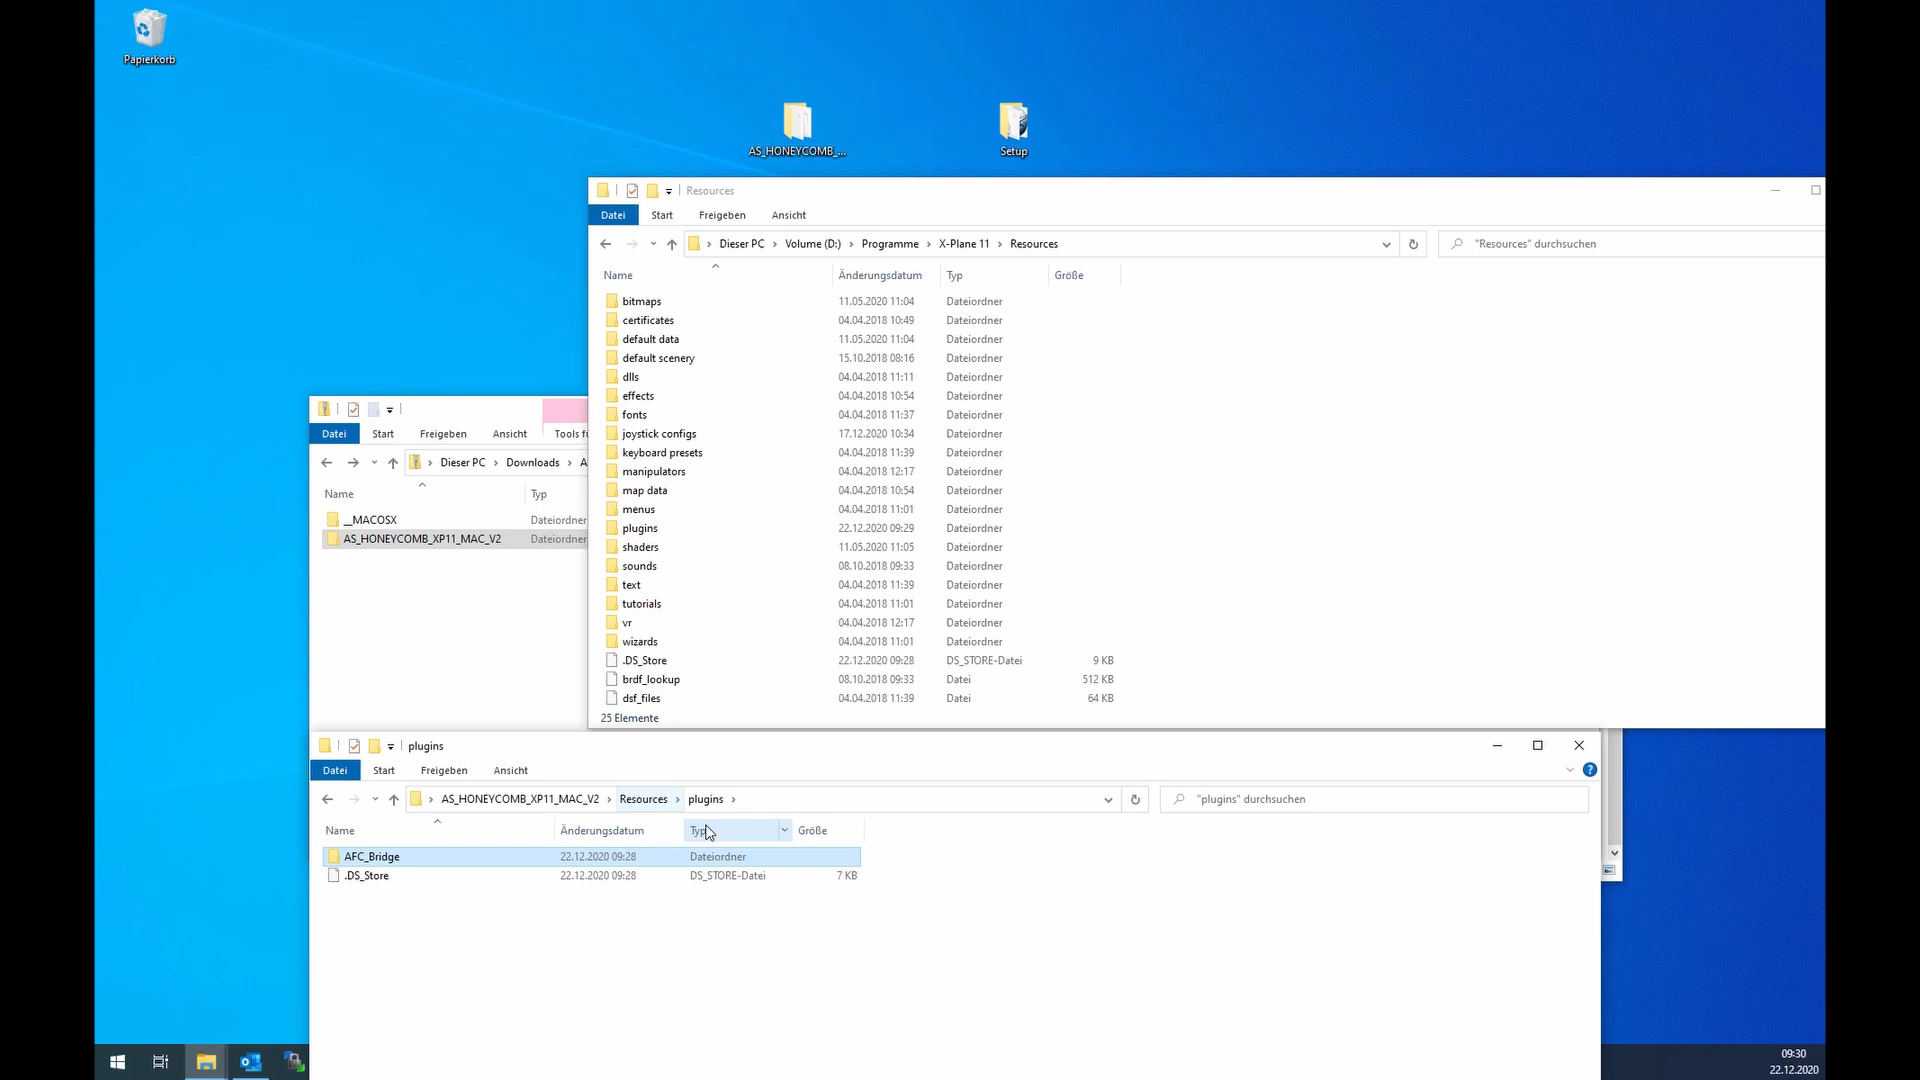 Papierkorb
AS_HONEYCOMB_...
Setup
Resources
Datei Start Freigeben Ansicht
Dieser PC Volume (D:) Programme X-Plane 11 Resources
"Resources" durchsuchen
Name Änderungsdatum Typ Größe
bitmaps 11.05.2020 11:04 Dateiordner
certificates 04.04.2018 10:49 Dateiordner
default data 11.05.2020 11:04 Dateiordner
default scenery 15.10.2018 08:16 Dateiordner
dlls 04.04.2018 11:11 Dateiordner
effects 04.04.2018 10:54 Dateiordner
fonts 04.04.2018 11:37 Dateiordner
joystick configs 17.12.2020 10:34 Dateiordner
keyboard presets 04.04.2018 11:39 Dateiordner
manipulators 04.04.2018 12:17 Dateiordner
map data 04.04.2018 10:54 Dateiordner
menus 04.04.2018 11:01 Dateiordner
plugins 22.12.2020 09:29 Dateiordner
shaders 11.05.2020 11:05 Dateiordner
sounds 08.10.2018 09:33 Dateiordner
text 04.04.2018 11:39 Dateiordner
tutorials 04.04.2018 11:01 Dateiordner
vr 04.04.2018 12:17 Dateiordner
wizards 04.04.2018 11:01 Dateiordner
.DS_Store 22.12.2020 09:28 DS_STORE-Datei 9 KB
brdf_lookup 08.10.2018 09:33 Datei 512 KB
dsf_files 04.04.2018 11:39 Datei 64 KB
25 Elemente
Datei Start Freigeben Ansicht Tools fü
Dieser PC Downloads A
Name Typ
__MACOSX Dateiordner
AS_HONEYCOMB_XP11_MAC_V2 Dateiordner
plugins
Datei Start Freigeben Ansicht
AS_HONEYCOMB_XP11_MAC_V2 Resources plugins
"plugins" durchsuchen
Name Änderungsdatum Typ Größe
AFC_Bridge 22.12.2020 09:28 Dateiordner
.DS_Store 22.12.2020 09:28 DS_STORE-Datei 7 KB
09:30
22.12.2020